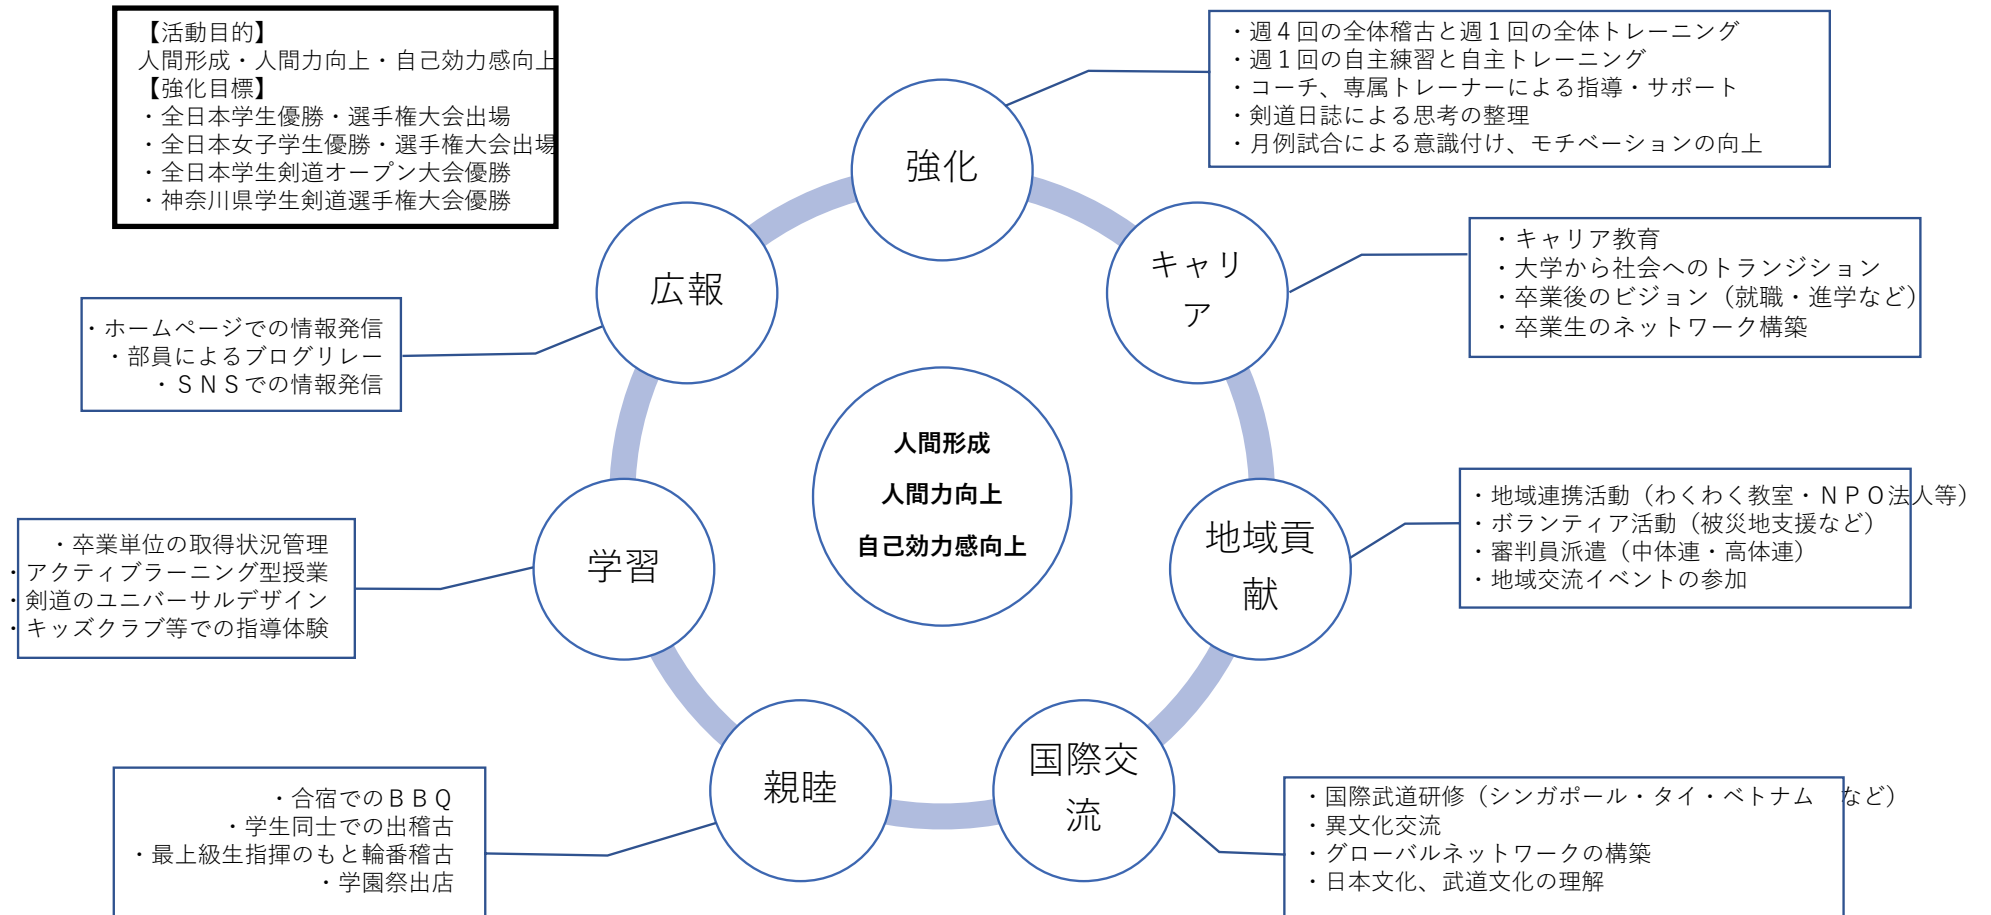 【活動目的】
人間形成・人間力向上・自己効力感向上
【強化目標】
・全日本学生優勝・選手権大会出場
・全日本女子学生優勝・選手権大会出場
・全日本学生剣道オープン大会優勝
・神奈川県学生剣道選手権大会優勝
強化
・週４回の全体稽古と週１回の全体トレーニング
・週１回の自主練習と自主トレーニング
・コーチ、専属トレーナーによる指導・サポート
・剣道日誌による思考の整理
・月例試合による意識付け、モチベーションの向上
キャリ
ア
・キャリア教育
・大学から社会へのトランジション
・卒業後のビジョン（就職・進学など）
・卒業生のネットワーク構築
地域貢
献
・地域連携活動（わくわく教室・ＮＰＯ法人等）
・ボランティア活動（被災地支援など）
・審判員派遣（中体連・高体連）
・地域交流イベントの参加
国際交
流
・国際武道研修（シンガポール・タイ・ベトナム　など）
・異文化交流
・グローバルネットワークの構築
・日本文化、武道文化の理解
親睦
・合宿でのＢＢＱ
・学生同士での出稽古
・最上級生指揮のもと輪番稽古
・学園祭出店
学習
・卒業単位の取得状況管理
・アクティブラーニング型授業
・剣道のユニバーサルデザイン
・キッズクラブ等での指導体験
広報
・ホームページでの情報発信
・部員によるブログリレー
・ＳＮＳでの情報発信
人間形成
人間力向上
自己効力感向上